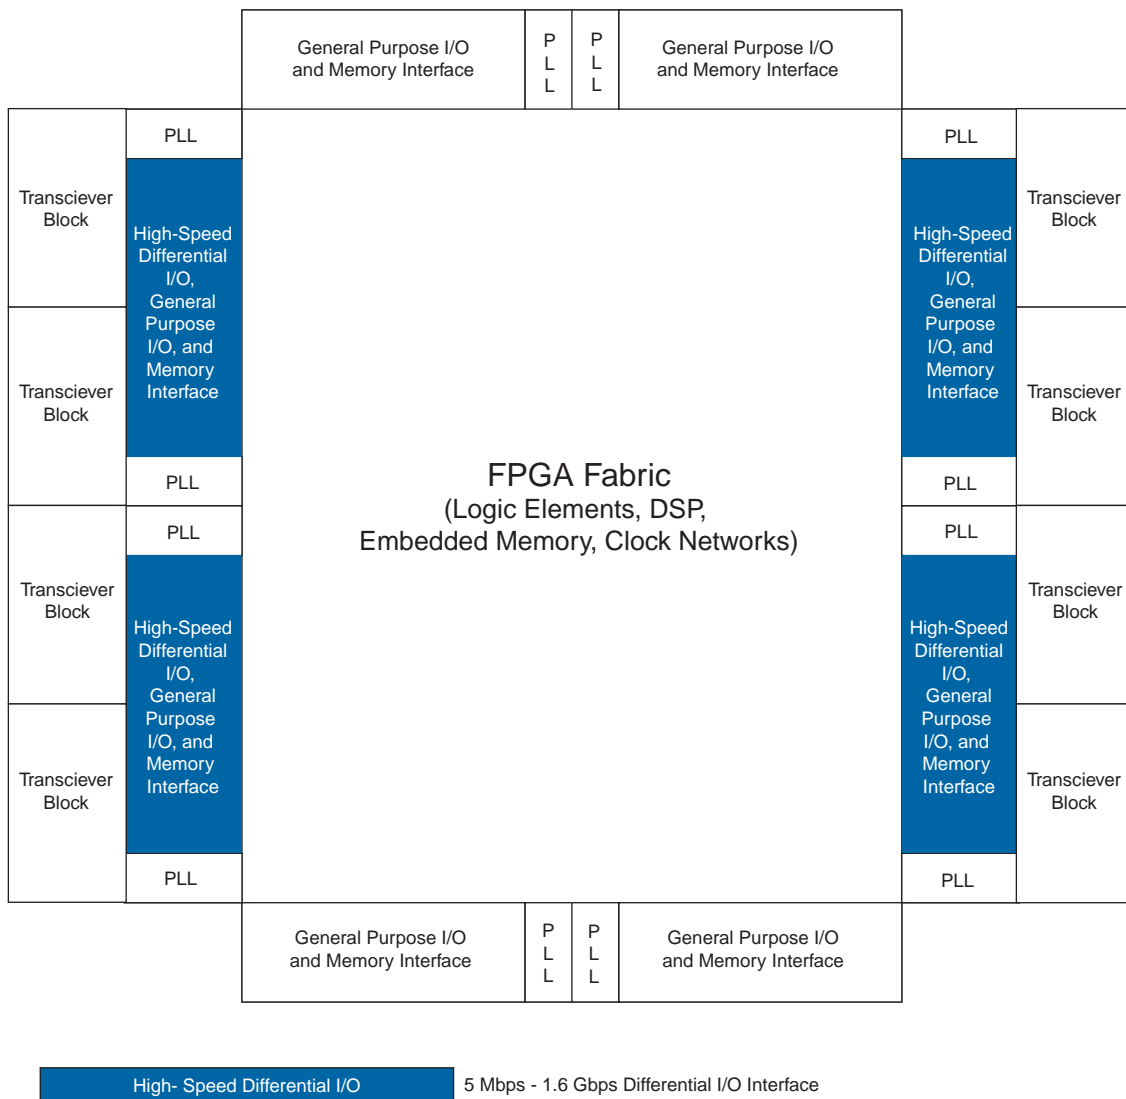 General Purpose I/O
and Memory Interface
P
L
L
P
L
L
General Purpose I/O
and Memory Interface
Transciever
Block
Transciever
Block
Transciever
Block
Transciever
Block
PLL
High-Speed
Differential
I/O,
General
Purpose
I/O, and
Memory
Interface
PLL
PLL
High-Speed
Differential
I/O,
General
Purpose
I/O, and
Memory
Interface
PLL
FPGA Fabric
(Logic Elements, DSP,
Embedded Memory, Clock Networks)
PLL
High-Speed
Differential
I/O,
General
Purpose
I/O, and
Memory
Interface
PLL
PLL
High-Speed
Differential
I/O,
General
Purpose
I/O, and
Memory
Interface
PLL
Transciever
Block
Transciever
Block
Transciever
Block
Transciever
Block
General Purpose I/O
and Memory Interface
P
L
L
P
L
L
General Purpose I/O
and Memory Interface
High- Speed Differential I/O
5 Mbps - 1.6 Gbps Differential I/O Interface